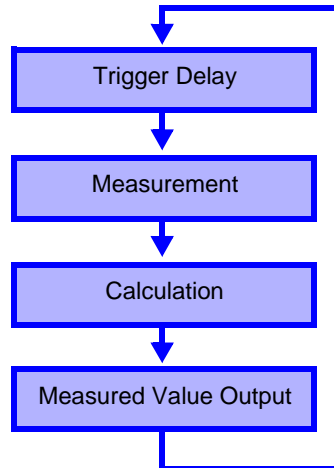 Trigger Delay
Measurement
Calculation
Measured Value Output